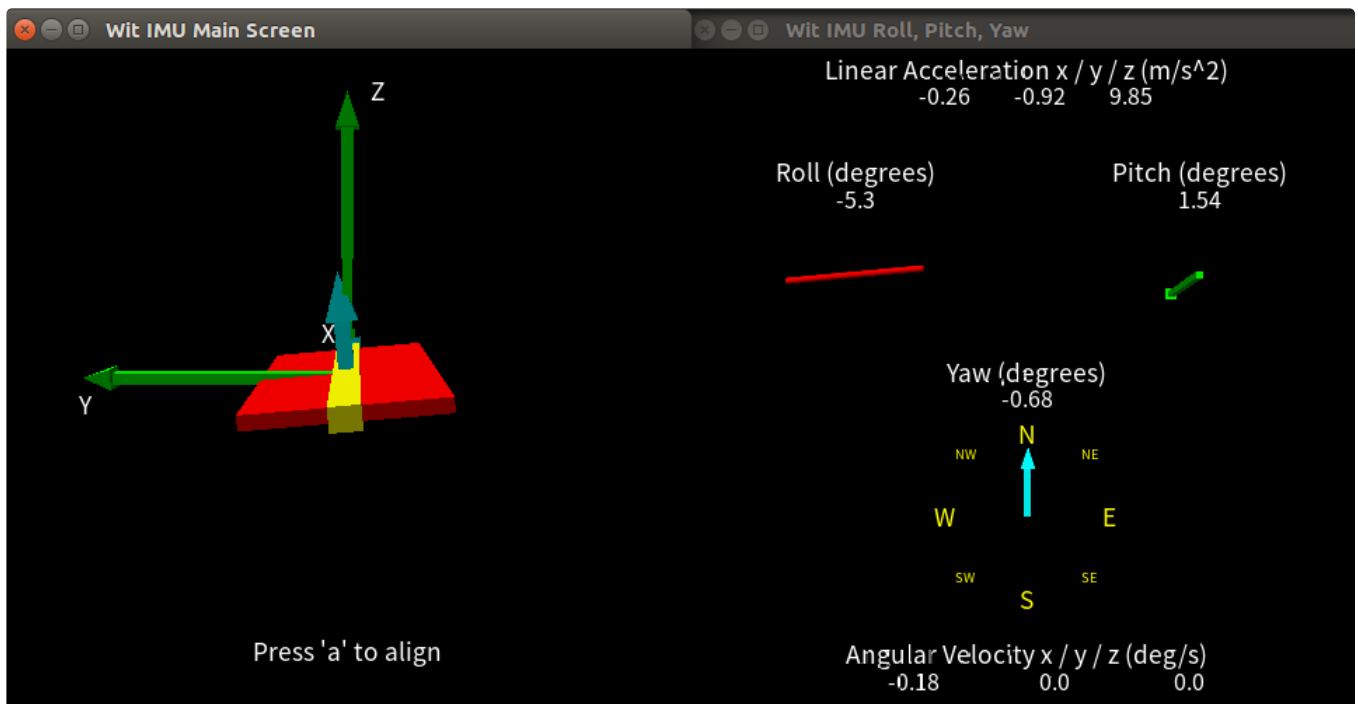 Wit IMU Main Screen
Z
X
Y
Press 'a' to align
Wit IMU Roll, Pitch, Yaw
Linear Acceleration x / y / z (m/s^2)
-0.26 -0.92 9.85
Roll (degrees) Pitch (degrees)
-5.3 1.54
Yaw (degrees)
-0.68
N
NW NE
W E
SW SE
S
Angular Velocity x / y / z (deg/s)
-0.18 0.0 0.0